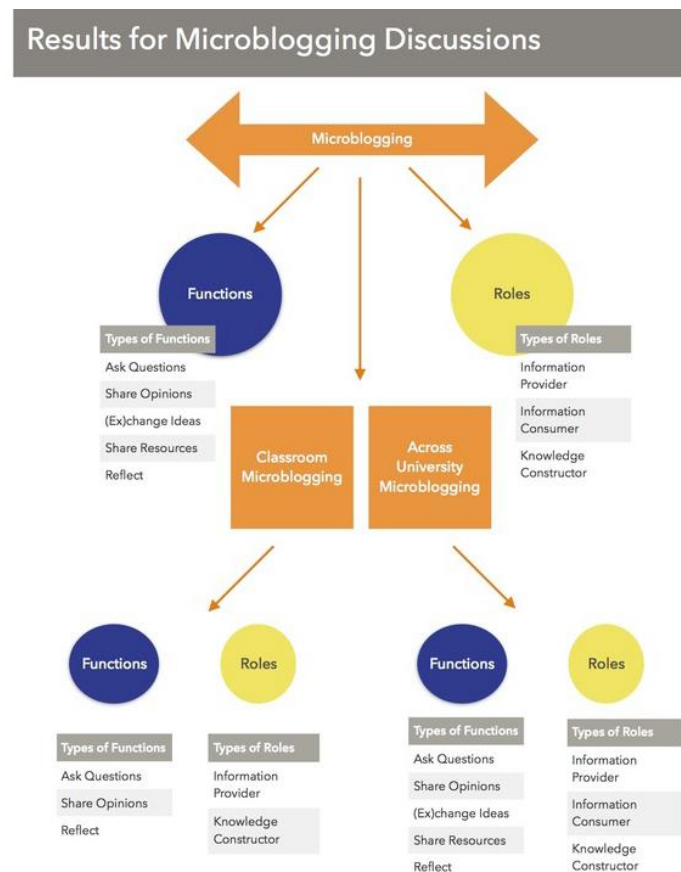 Results for Microblogging Discussions
Microblogging
Functions
Types of Functions
Ask Questions
Share Opinions
(Ex)change Ideas
Share Resources
Reflect
Roles
Types of Roles
Information
Provider
Information
Consumer
Knowledge
Constructor
Classroom
Microblogging
Across
University
Microblogging
Functions
Types of Functions
Ask Questions
Share Opinions
Reflect
Roles
Types of Roles
Information
Provider
Knowledge
Constructor
Functions
Types of Functions
Ask Questions
Share Opinions
(Ex)change Ideas
Share Resources
Reflect
Roles
Types of Roles
Information
Provider
Information
Consumer
Knowledge
Constructor